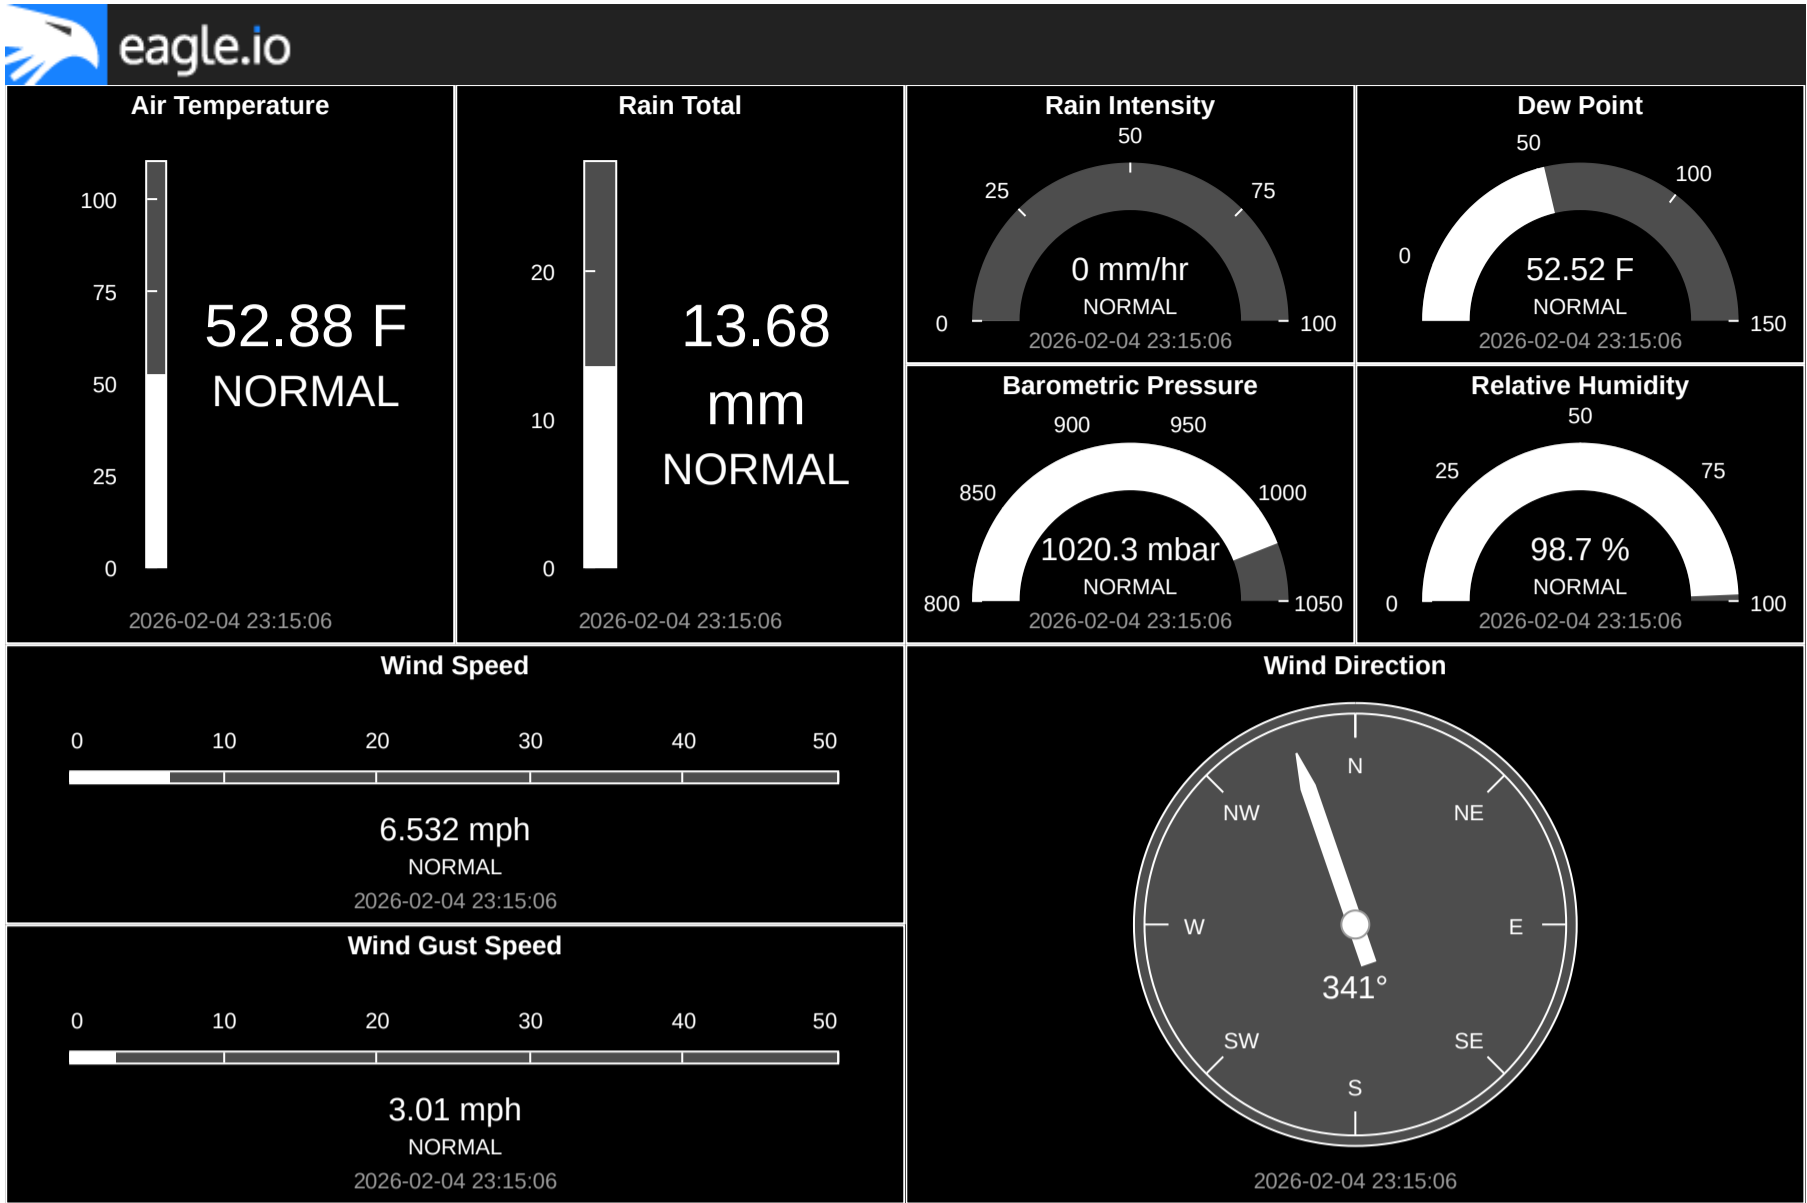 eagle.io
Air Temperature
100
75
50
25
0
52.88 F
NORMAL
2026-02-04 23:15:06
Rain Total
20
10
0
13.68
mm
NORMAL
2026-02-04 23:15:06
Rain Intensity
50
25
75
0
100
0 mm/hr
NORMAL
2026-02-04 23:15:06
Dew Point
50
100
0
150
52.52 F
NORMAL
2026-02-04 23:15:06
Barometric Pressure
900
950
850
1000
800
1050
1020.3 mbar
NORMAL
2026-02-04 23:15:06
Relative Humidity
50
25
75
0
100
98.7 %
NORMAL
2026-02-04 23:15:06
Wind Speed
0 10 20 30 40 50
6.532 mph
NORMAL
2026-02-04 23:15:06
Wind Gust Speed
0 10 20 30 40 50
3.01 mph
NORMAL
2026-02-04 23:15:06
Wind Direction
N
NW
NE
W
E
341°
SW
SE
S
2026-02-04 23:15:06